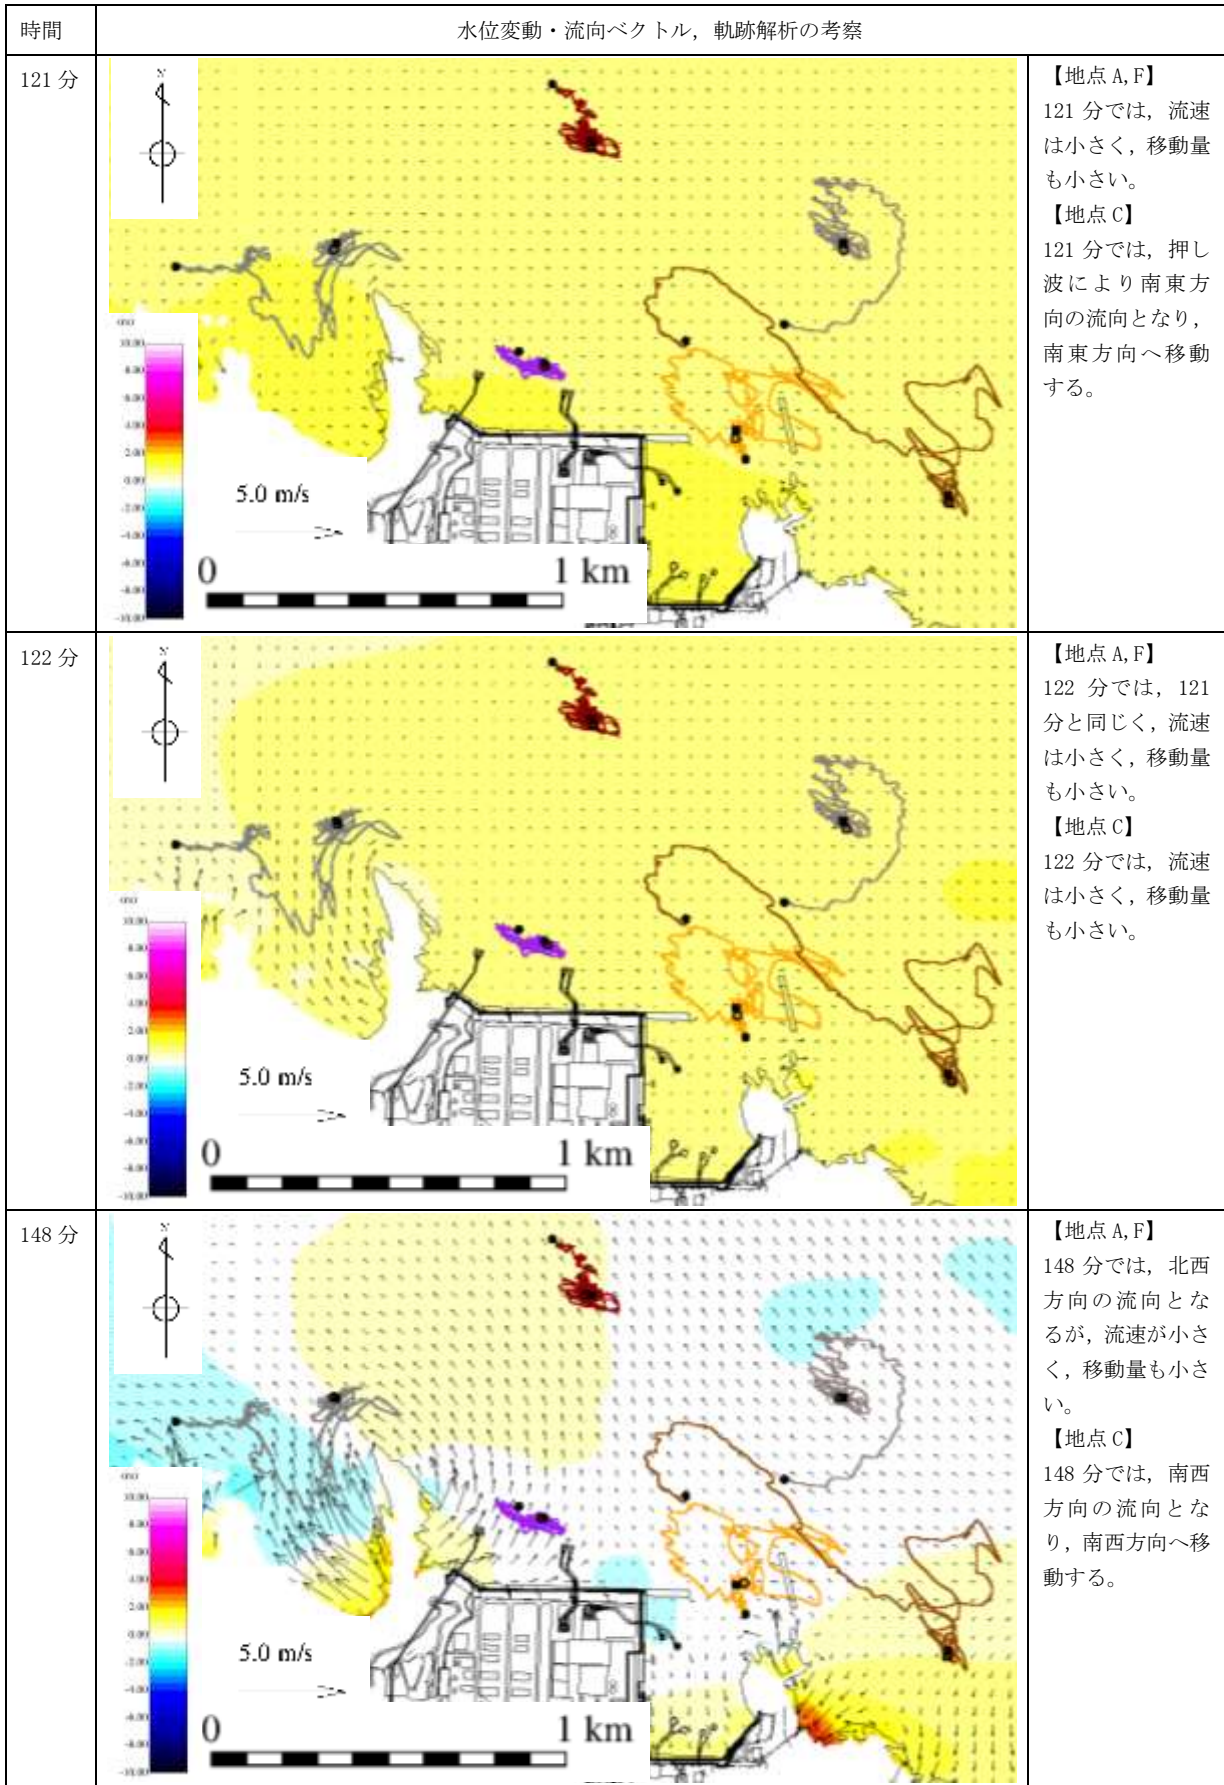 時間
水位変動・流向ベクトル，軌跡解析の考察
121 分
N
5.0 m/s
0 1 km
【地点 A,F】
121 分では，流速
は小さく，移動量
も小さい。
【地点 C】
121 分では，押し
波により南東方
向の流向となり，
南東方向へ移動
する。
122 分
N
5.0 m/s
0 1 km
【地点 A,F】
122 分では，121
分と同じく，流速
は小さく，移動量
も小さい。
【地点 C】
122 分では，流速
は小さく，移動量
も小さい。
148 分
N
5.0 m/s
0 1 km
【地点 A,F】
148 分では，北西
方向の流向とな
るが，流速が小さ
く，移動量も小さ
い。
【地点 C】
148 分では，南西
方向の流向とな
り，南西方向へ移
動する。